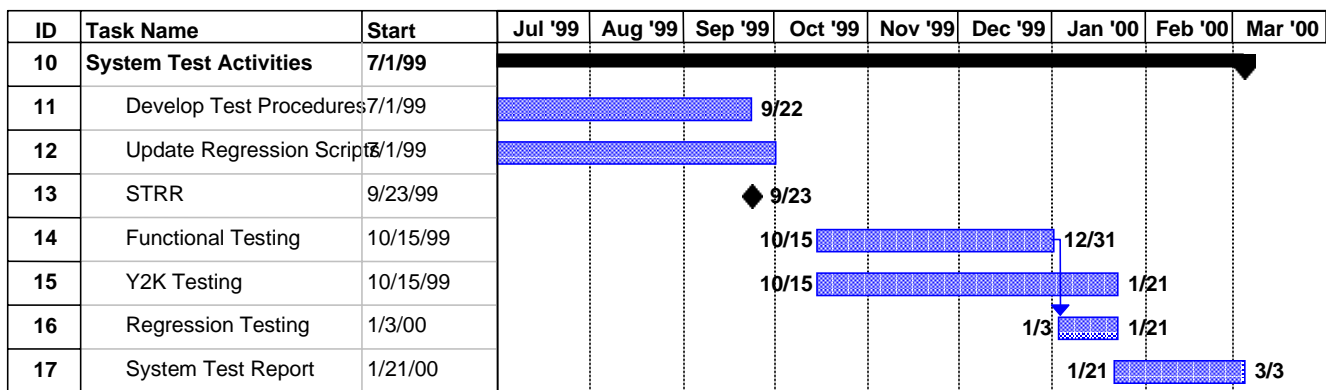 ID Task Name Start Jul '99 Aug '99 Sep '99 Oct '99 Nov '99 Dec '99 Jan '00 Feb '00 Mar '00
10 System Test Activities 7/1/99
11 Develop Test Procedures 7/1/99 9/22
12 Update Regression Scripts 7/1/99
13 STRR 9/23/99 9/23
14 Functional Testing 10/15/99 10/15 12/31
15 Y2K Testing 10/15/99 10/15 1/21
16 Regression Testing 1/3/00 1/3 1/21
17 System Test Report 1/21/00 1/21 3/3